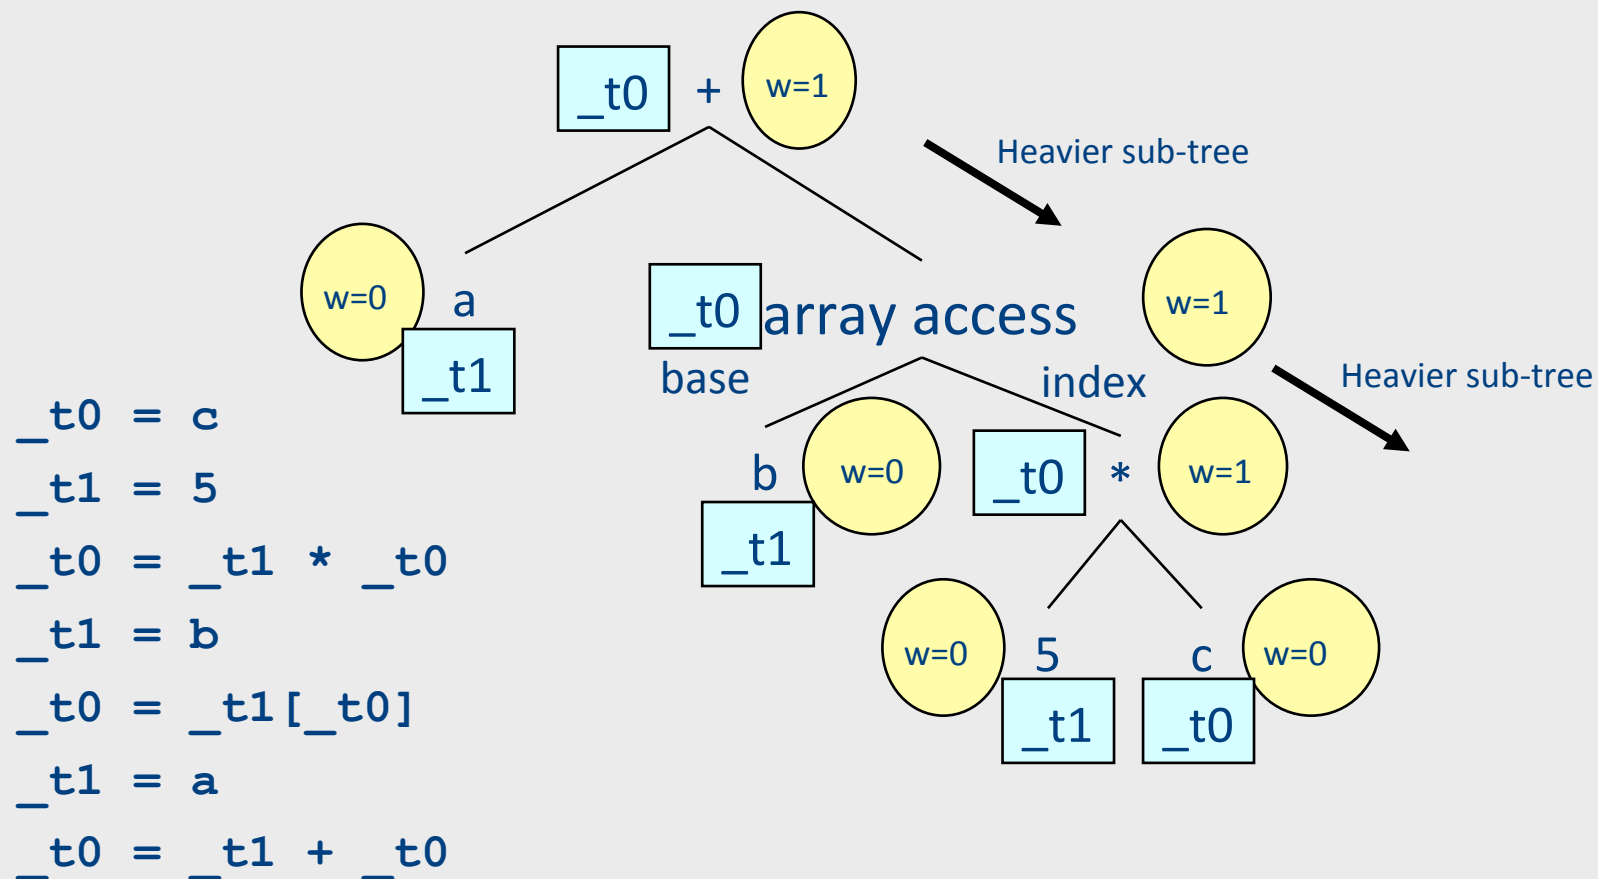 _t0 + w=1
Heavier sub-tree
w=0 a
_t1
_t0 array access w=1
base index
Heavier sub-tree
b w=0
_t1
_t0 * w=1
w=0 5
_t1
c w=0
_t0
_t0 = c
_t1 = 5
_t0 = _t1 * _t0
_t1 = b
_t0 = _t1[_t0]
_t1 = a
_t0 = _t1 + _t0